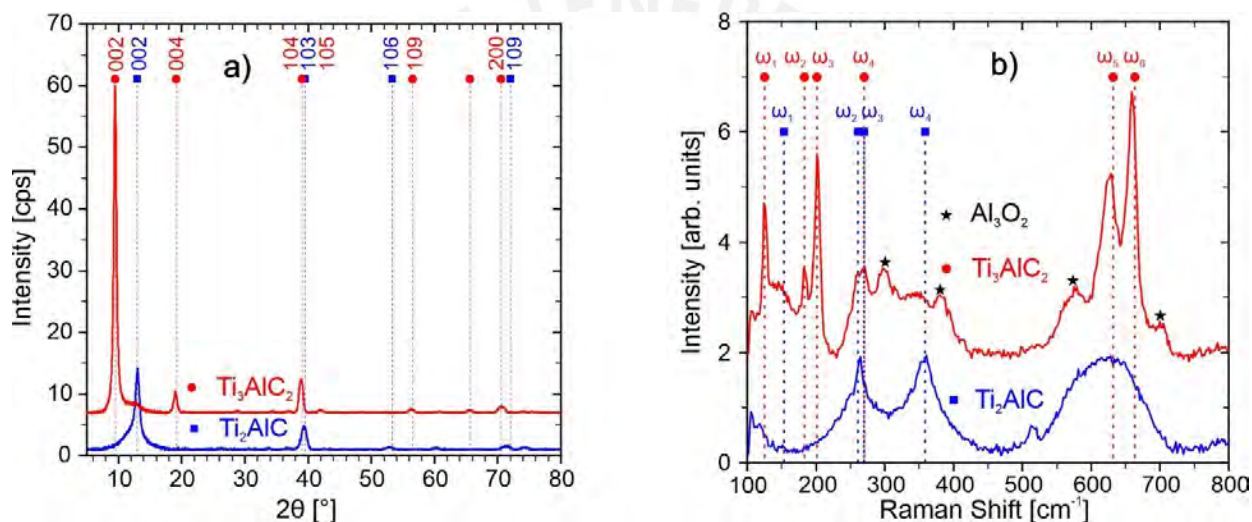 a)
002
002
004
104
103
105
106
109
200
109
70
60
50
40
30
20
10
0
Intensity [cps]
Ti₃AlC₂
Ti₂AlC
10 20 30 40 50 60 70 80
2θ [°]
b)
ω₁ ω₂ ω₃ ω₄ ω₅ ω₆
ω₁ ω₂ ω₃ ω₄
8
6
4
2
0
Intensity [arb. units]
★ Al₃O₂
Ti₃AlC₂
Ti₂AlC
100 200 300 400 500 600 700 800
Raman Shift [cm⁻¹]